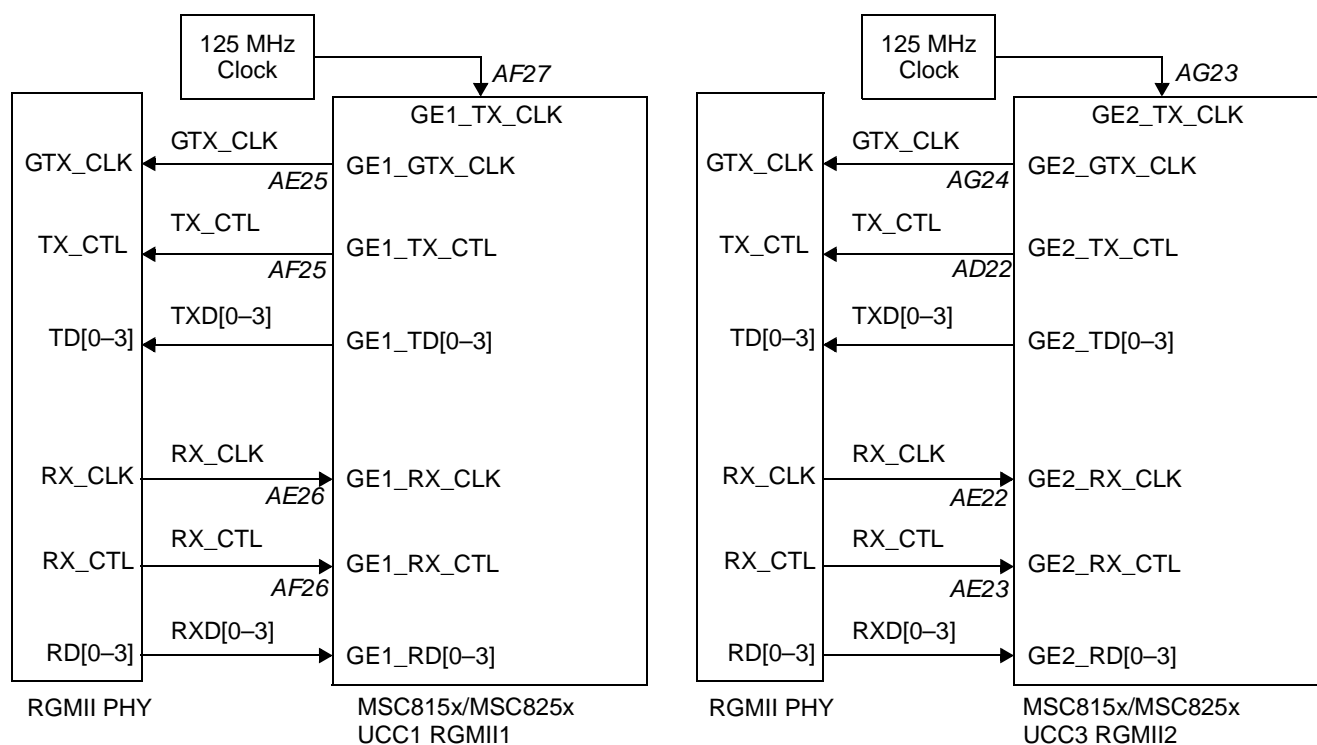 125 MHz
Clock
AF27
GE1_TX_CLK
GTX_CLK
GTX_CLK
GE1_GTX_CLK
AE25
TX_CTL
TX_CTL
GE1_TX_CTL
AF25
TXD[0–3]
TD[0–3]
GE1_TD[0–3]
RX_CLK
RX_CLK
GE1_RX_CLK
AE26
RX_CTL
RX_CTL
GE1_RX_CTL
AF26
RXD[0–3]
RD[0–3]
GE1_RD[0–3]
RGMII PHY
MSC815x/MSC825x
UCC1 RGMII1
125 MHz
Clock
AG23
GE2_TX_CLK
GTX_CLK
GTX_CLK
GE2_GTX_CLK
AG24
TX_CTL
TX_CTL
GE2_TX_CTL
AD22
TXD[0–3]
TD[0–3]
GE2_TD[0–3]
RX_CLK
RX_CLK
GE2_RX_CLK
AE22
RX_CTL
RX_CTL
GE2_RX_CTL
AE23
RXD[0–3]
RD[0–3]
GE2_RD[0–3]
RGMII PHY
MSC815x/MSC825x
UCC3 RGMII2